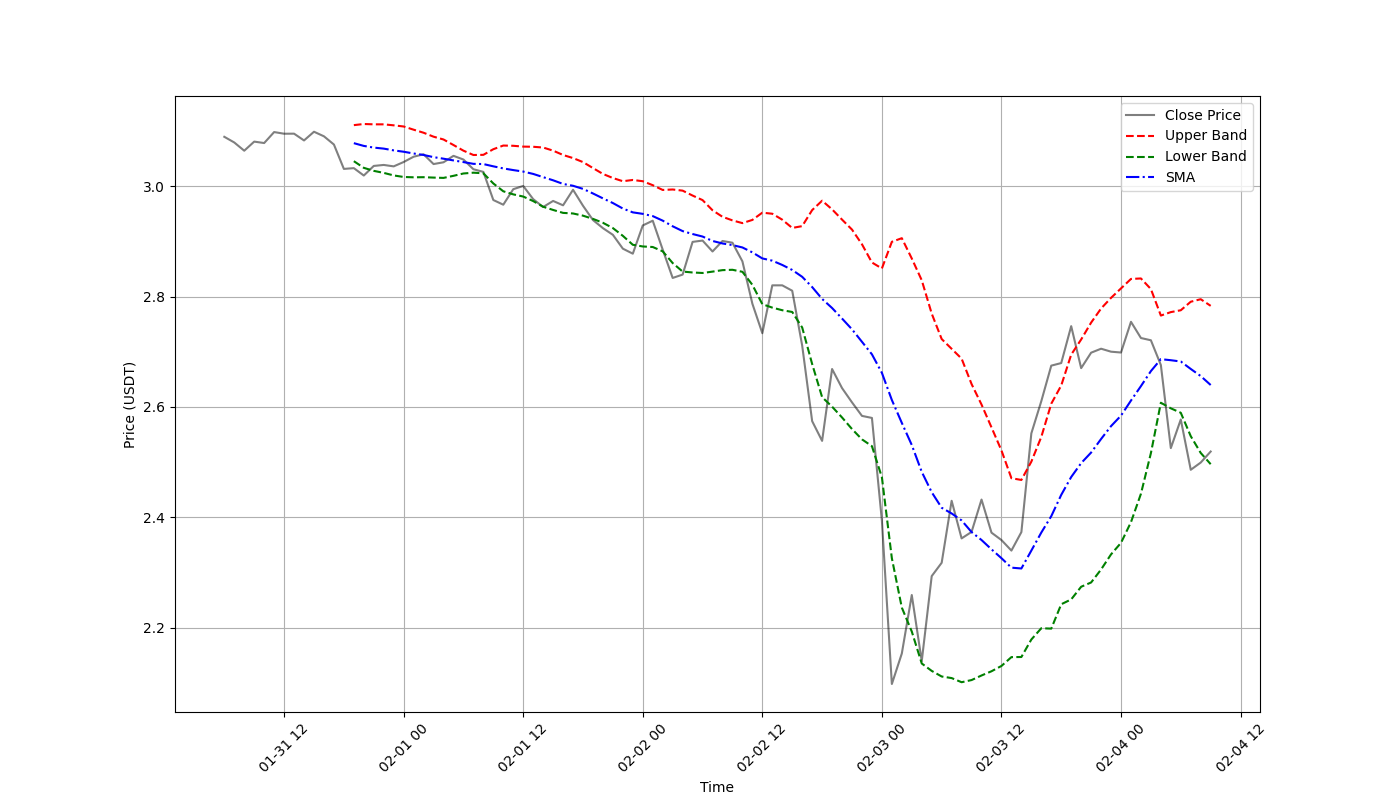 Close Price
Upper Band
Lower Band
SMA
3.0
2.8
2.6
2.4
2.2
Price (USDT)
01-31 12
02-01 00
02-01 12
02-02 00
02-02 12
02-03 00
02-03 12
02-04 00
02-04 12
Time